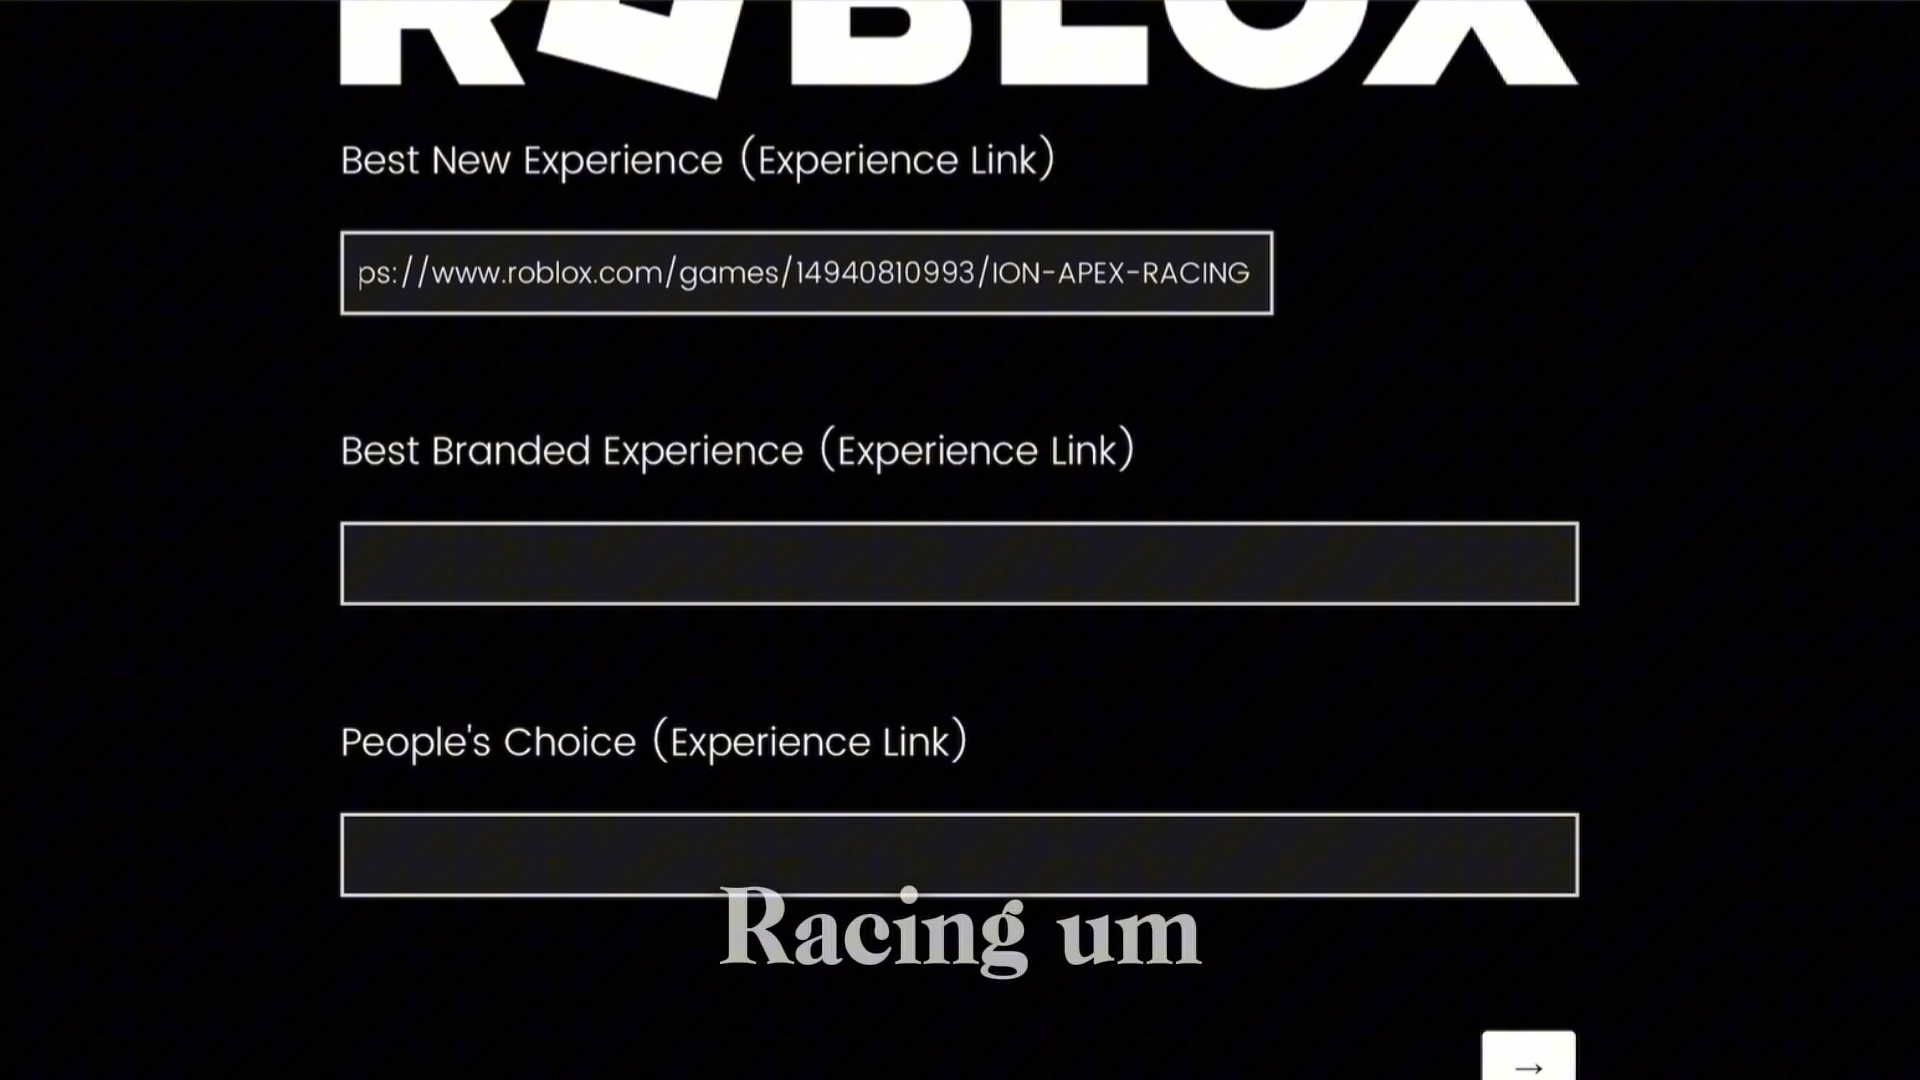 ROBLOX
Best New Experience (Experience Link)
ps://www.roblox.com/games/14940810993/ION-APEX-RACING
Best Branded Experience (Experience Link)
People's Choice (Experience Link)
Racing um
→